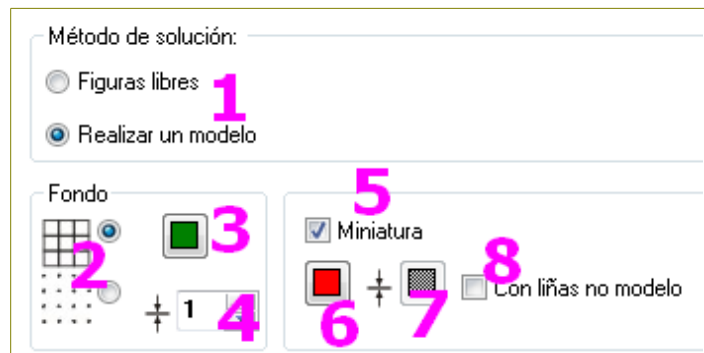 Método de solución:
Figuras libres
1
Realizar un modelo
Fondo
5
2
3
Miniatura
8
1
4
6
7
Con liñas no modelo